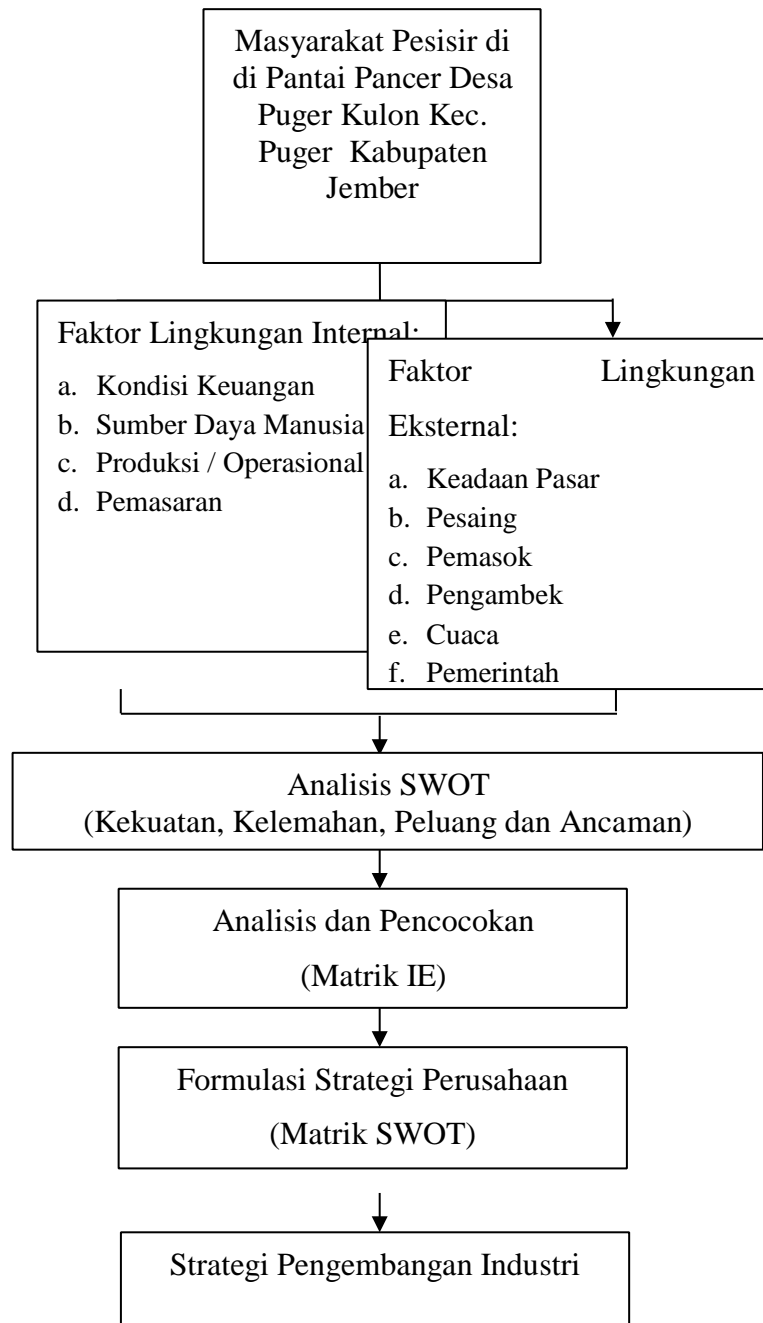 Masyarakat Pesisir di
di Pantai Pancer Desa
Puger Kulon Kec.
Puger Kabupaten
Jember
Faktor Lingkungan Internal:
a. Kondisi Keuangan
b. Sumber Daya Manusia
c. Produksi / Operasional
d. Pemasaran
Faktor Lingkungan
Eksternal:
a. Keadaan Pasar
b. Pesaing
c. Pemasok
d. Pengambek
e. Cuaca
f. Pemerintah
Analisis SWOT
(Kekuatan, Kelemahan, Peluang dan Ancaman)
Analisis dan Pencocokan
(Matrik IE)
Formulasi Strategi Perusahaan
(Matrik SWOT)
Strategi Pengembangan Industri